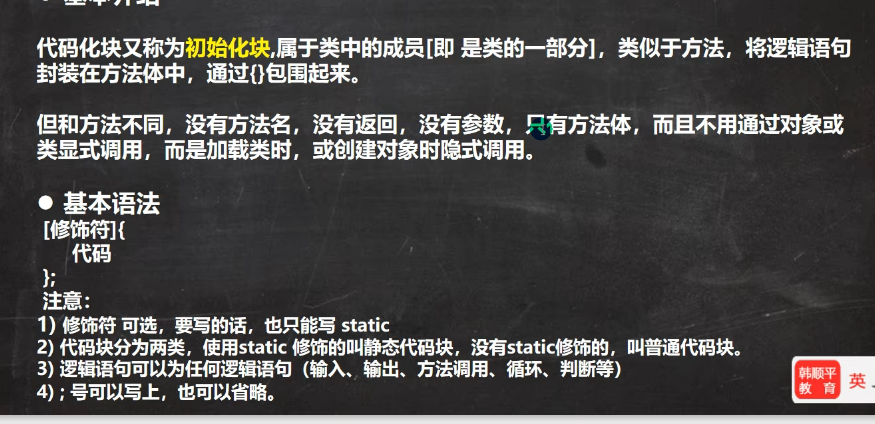 代码化块又称为初始化块,属于类中的成员[即 是类的一部分]，类似于方法，将逻辑语句
封装在方法体中，通过{}包围起来。
但和方法不同，没有方法名，没有返回，没有参数，只有方法体，而且不用通过对象或
类显式调用，而是加载类时，或创建对象时隐式调用。
● 基本语法
[修饰符]{
代码
};
注意：
1) 修饰符 可选，要写的话，也只能写 static
2) 代码块分为两类，使用static 修饰的叫静态代码块，没有static修饰的，叫普通代码块。
3) 逻辑语句可以为任何逻辑语句（输入、输出、方法调用、循环、判断等）
4) ; 号可以写上，也可以省略。
韩顺平
教 育
英